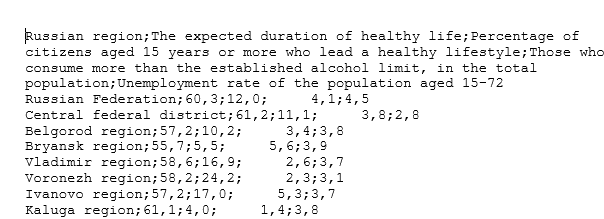 Russian region;The expected duration of healthy life;Percentage of
citizens aged 15 years or more who lead a healthy lifestyle;Those who
consume more than the established alcohol limit, in the total
population;Unemployment rate of the population aged 15-72
Russian Federation;60,3;12,0;     4,1;4,5
Central federal district;61,2;11,1;     3,8;2,8
Belgorod region;57,2;10,2;     3,4;3,8
Bryansk region;55,7;5,5;     5,6;3,9
Vladimir region;58,6;16,9;     2,6;3,7
Voronezh region;58,2;24,2;     2,3;3,1
Ivanovo region;57,2;17,0;     5,3;3,7
Kaluga region;61,1;4,0;     1,4;3,8